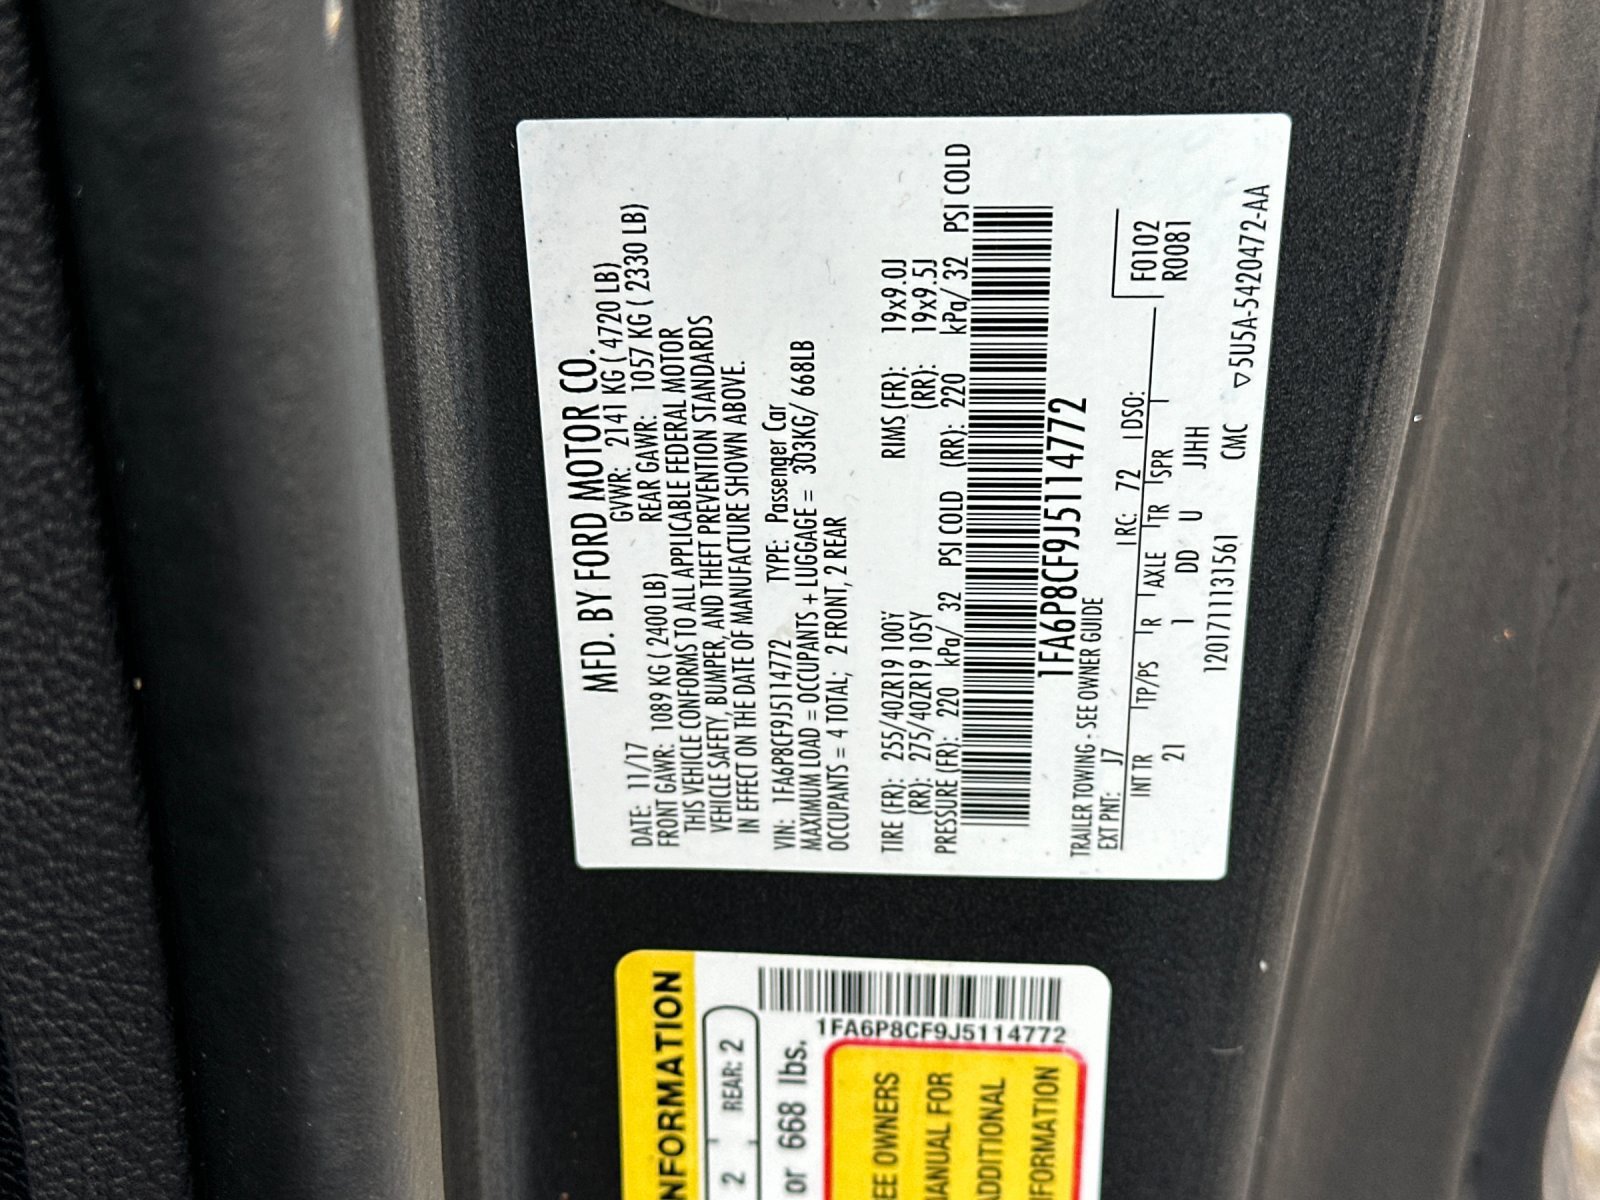 MFD. BY FORD MOTOR CO.
DATE: 11/17 GVWR: 2141 KG ( 4720 LB)
FRONT GAWR: 1089 KG ( 2400 LB) REAR GAWR: 1057 KG ( 2330 LB)
THIS VEHICLE CONFORMS TO ALL APPLICABLE FEDERAL MOTOR
VEHICLE SAFETY, BUMPER, AND THEFT PREVENTION STANDARDS
IN EFFECT ON THE DATE OF MANUFACTURE SHOWN ABOVE.
VIN: 1FA6P8CF9J5114772 TYPE: Passenger Car
MAXIMUM LOAD = OCCUPANTS + LUGGAGE = 303KG/ 668LB
OCCUPANTS = 4 TOTAL; 2 FRONT, 2 REAR
TIRE (FR): 255/40ZR19 100Y RIMS (FR): 19x9.0J
(RR): 275/40ZR19 105Y (RR): 19x9.5J
PRESSURE (FR): 220 kPa/ 32 PSI COLD (RR): 220 kPa/ 32 PSI COLD
1FA6P8CF9J5114772
TRAILER TOWING - SEE OWNER GUIDE
EXT PNT: J7 RC: 72 DSO: F0102
INT TR TP/PS R AXLE TR SPR R0081
21 1 DD U JJHH
1201711131561 CMC ▽5U5A-5420472-AA
NFORMATION
2 REAR: 2
or 668 lbs.
1FA6P8CF9J5114772
EE OWNERS
ANUAL FOR
ADDITIONAL
FORMATION